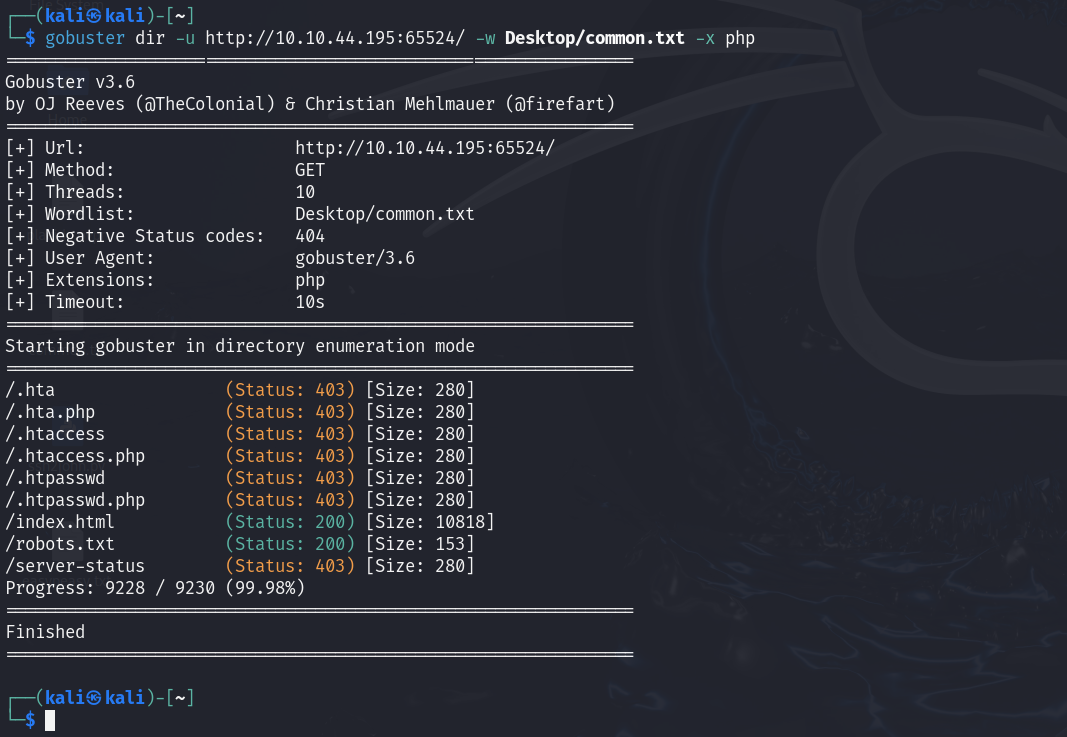 ┌──(kali㉿kali)-[~]
└─$ gobuster dir -u http://10.10.44.195:65524/ -w Desktop/common.txt -x php
===============================================================
Gobuster v3.6
by OJ Reeves (@TheColonial) & Christian Mehlmauer (@firefart)
===============================================================
[+] Url:                     http://10.10.44.195:65524/
[+] Method:                  GET
[+] Threads:                 10
[+] Wordlist:                Desktop/common.txt
[+] Negative Status codes:   404
[+] User Agent:              gobuster/3.6
[+] Extensions:              php
[+] Timeout:                 10s
===============================================================
Starting gobuster in directory enumeration mode
===============================================================
/.hta                 (Status: 403) [Size: 280]
/.hta.php             (Status: 403) [Size: 280]
/.htaccess            (Status: 403) [Size: 280]
/.htaccess.php        (Status: 403) [Size: 280]
/.htpasswd            (Status: 403) [Size: 280]
/.htpasswd.php        (Status: 403) [Size: 280]
/index.html           (Status: 200) [Size: 10818]
/robots.txt           (Status: 200) [Size: 153]
/server-status        (Status: 403) [Size: 280]
Progress: 9228 / 9230 (99.98%)
===============================================================
Finished
===============================================================
┌──(kali㉿kali)-[~]
└─$